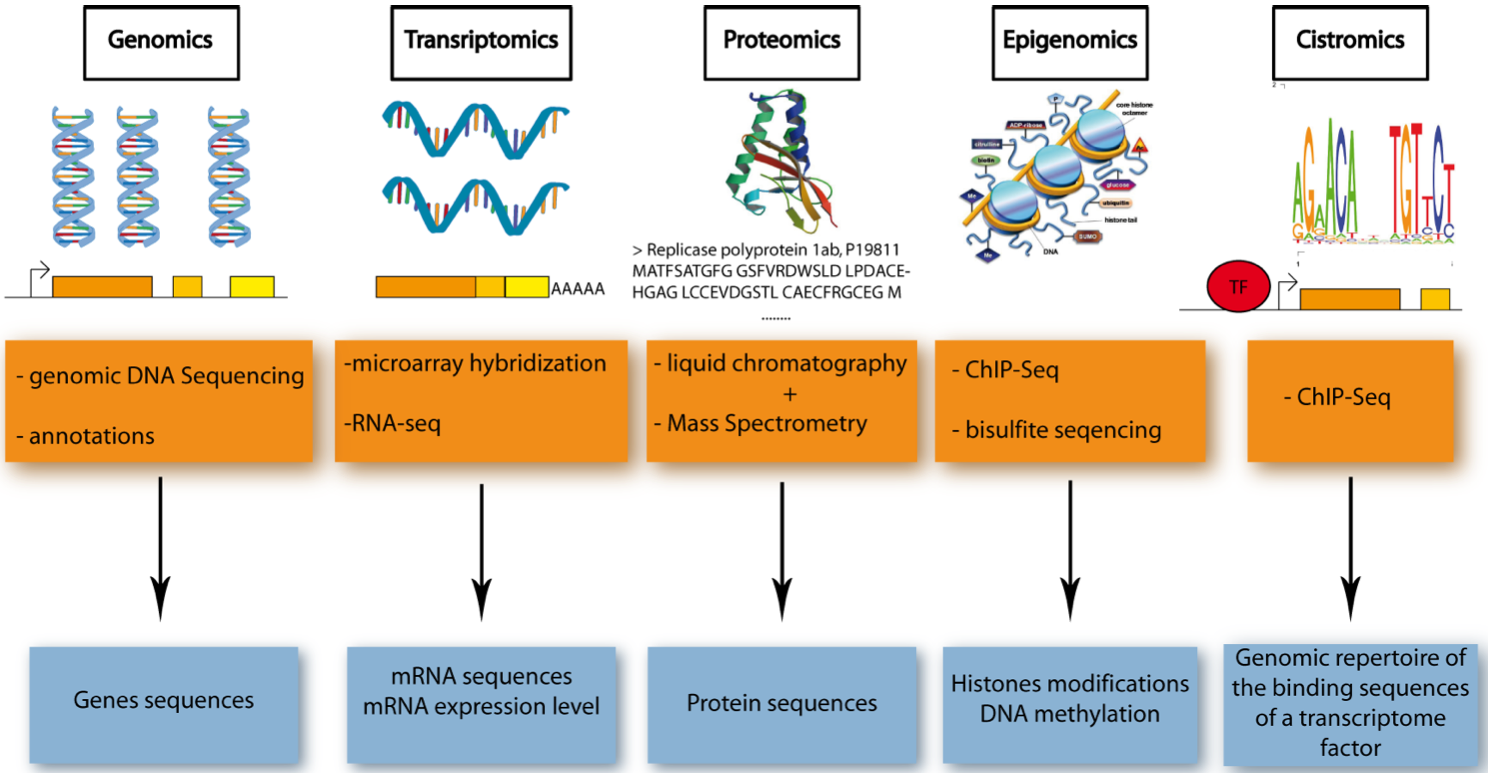 Genomics
Transriptomics
Proteomics
Epigenomics
Cistromics
P
core histone
octamer
ADP-ribose
citrulline
biotin
Ac
glucose
Me
ubiquitin
histone tail
SUMO
DNA
Me
2
1
> Replicase polyprotein 1ab, P19811
MATFSATGFG GSFVRDWSLD LPDACE-
HGAG LCCEVDGSTL CAECFRGCEG M
........
AAAAA
TF
- genomic DNA Sequencing
- annotations
-microarray hybridization
-RNA-seq
- liquid chromatography
+
- Mass Spectrometry
- ChIP-Seq
- bisulfite seqencing
- ChIP-Seq
Genes sequences
mRNA sequences
mRNA expression level
Protein sequences
Histones modifications
DNA methylation
Genomic repertoire of
the binding sequences
of a transcriptome
factor